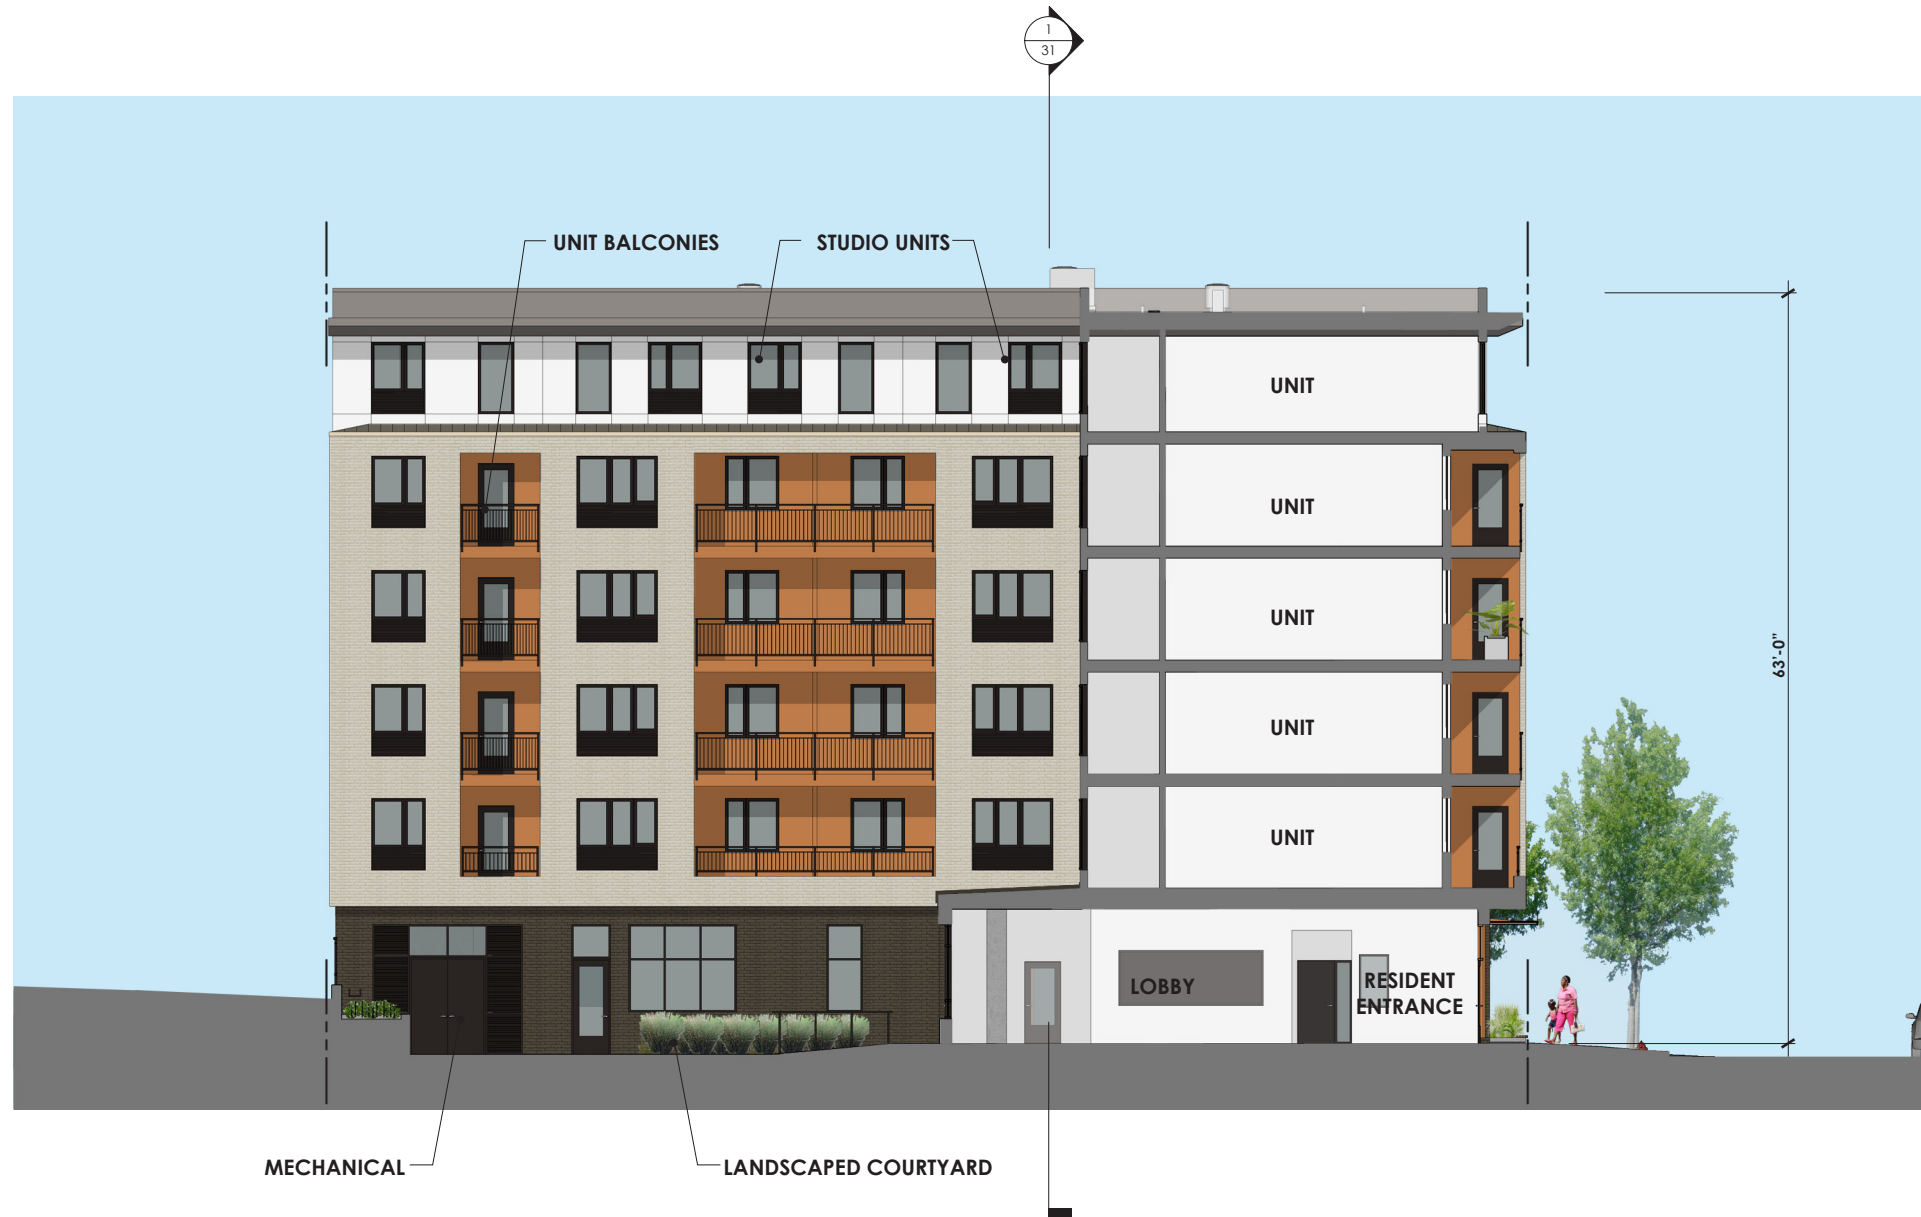 1
31
UNIT BALCONIES
STUDIO UNITS
UNIT
UNIT
UNIT
63'-0"
UNIT
UNIT
LOBBY
RESIDENT
ENTRANCE
MECHANICAL
LANDSCAPED COURTYARD